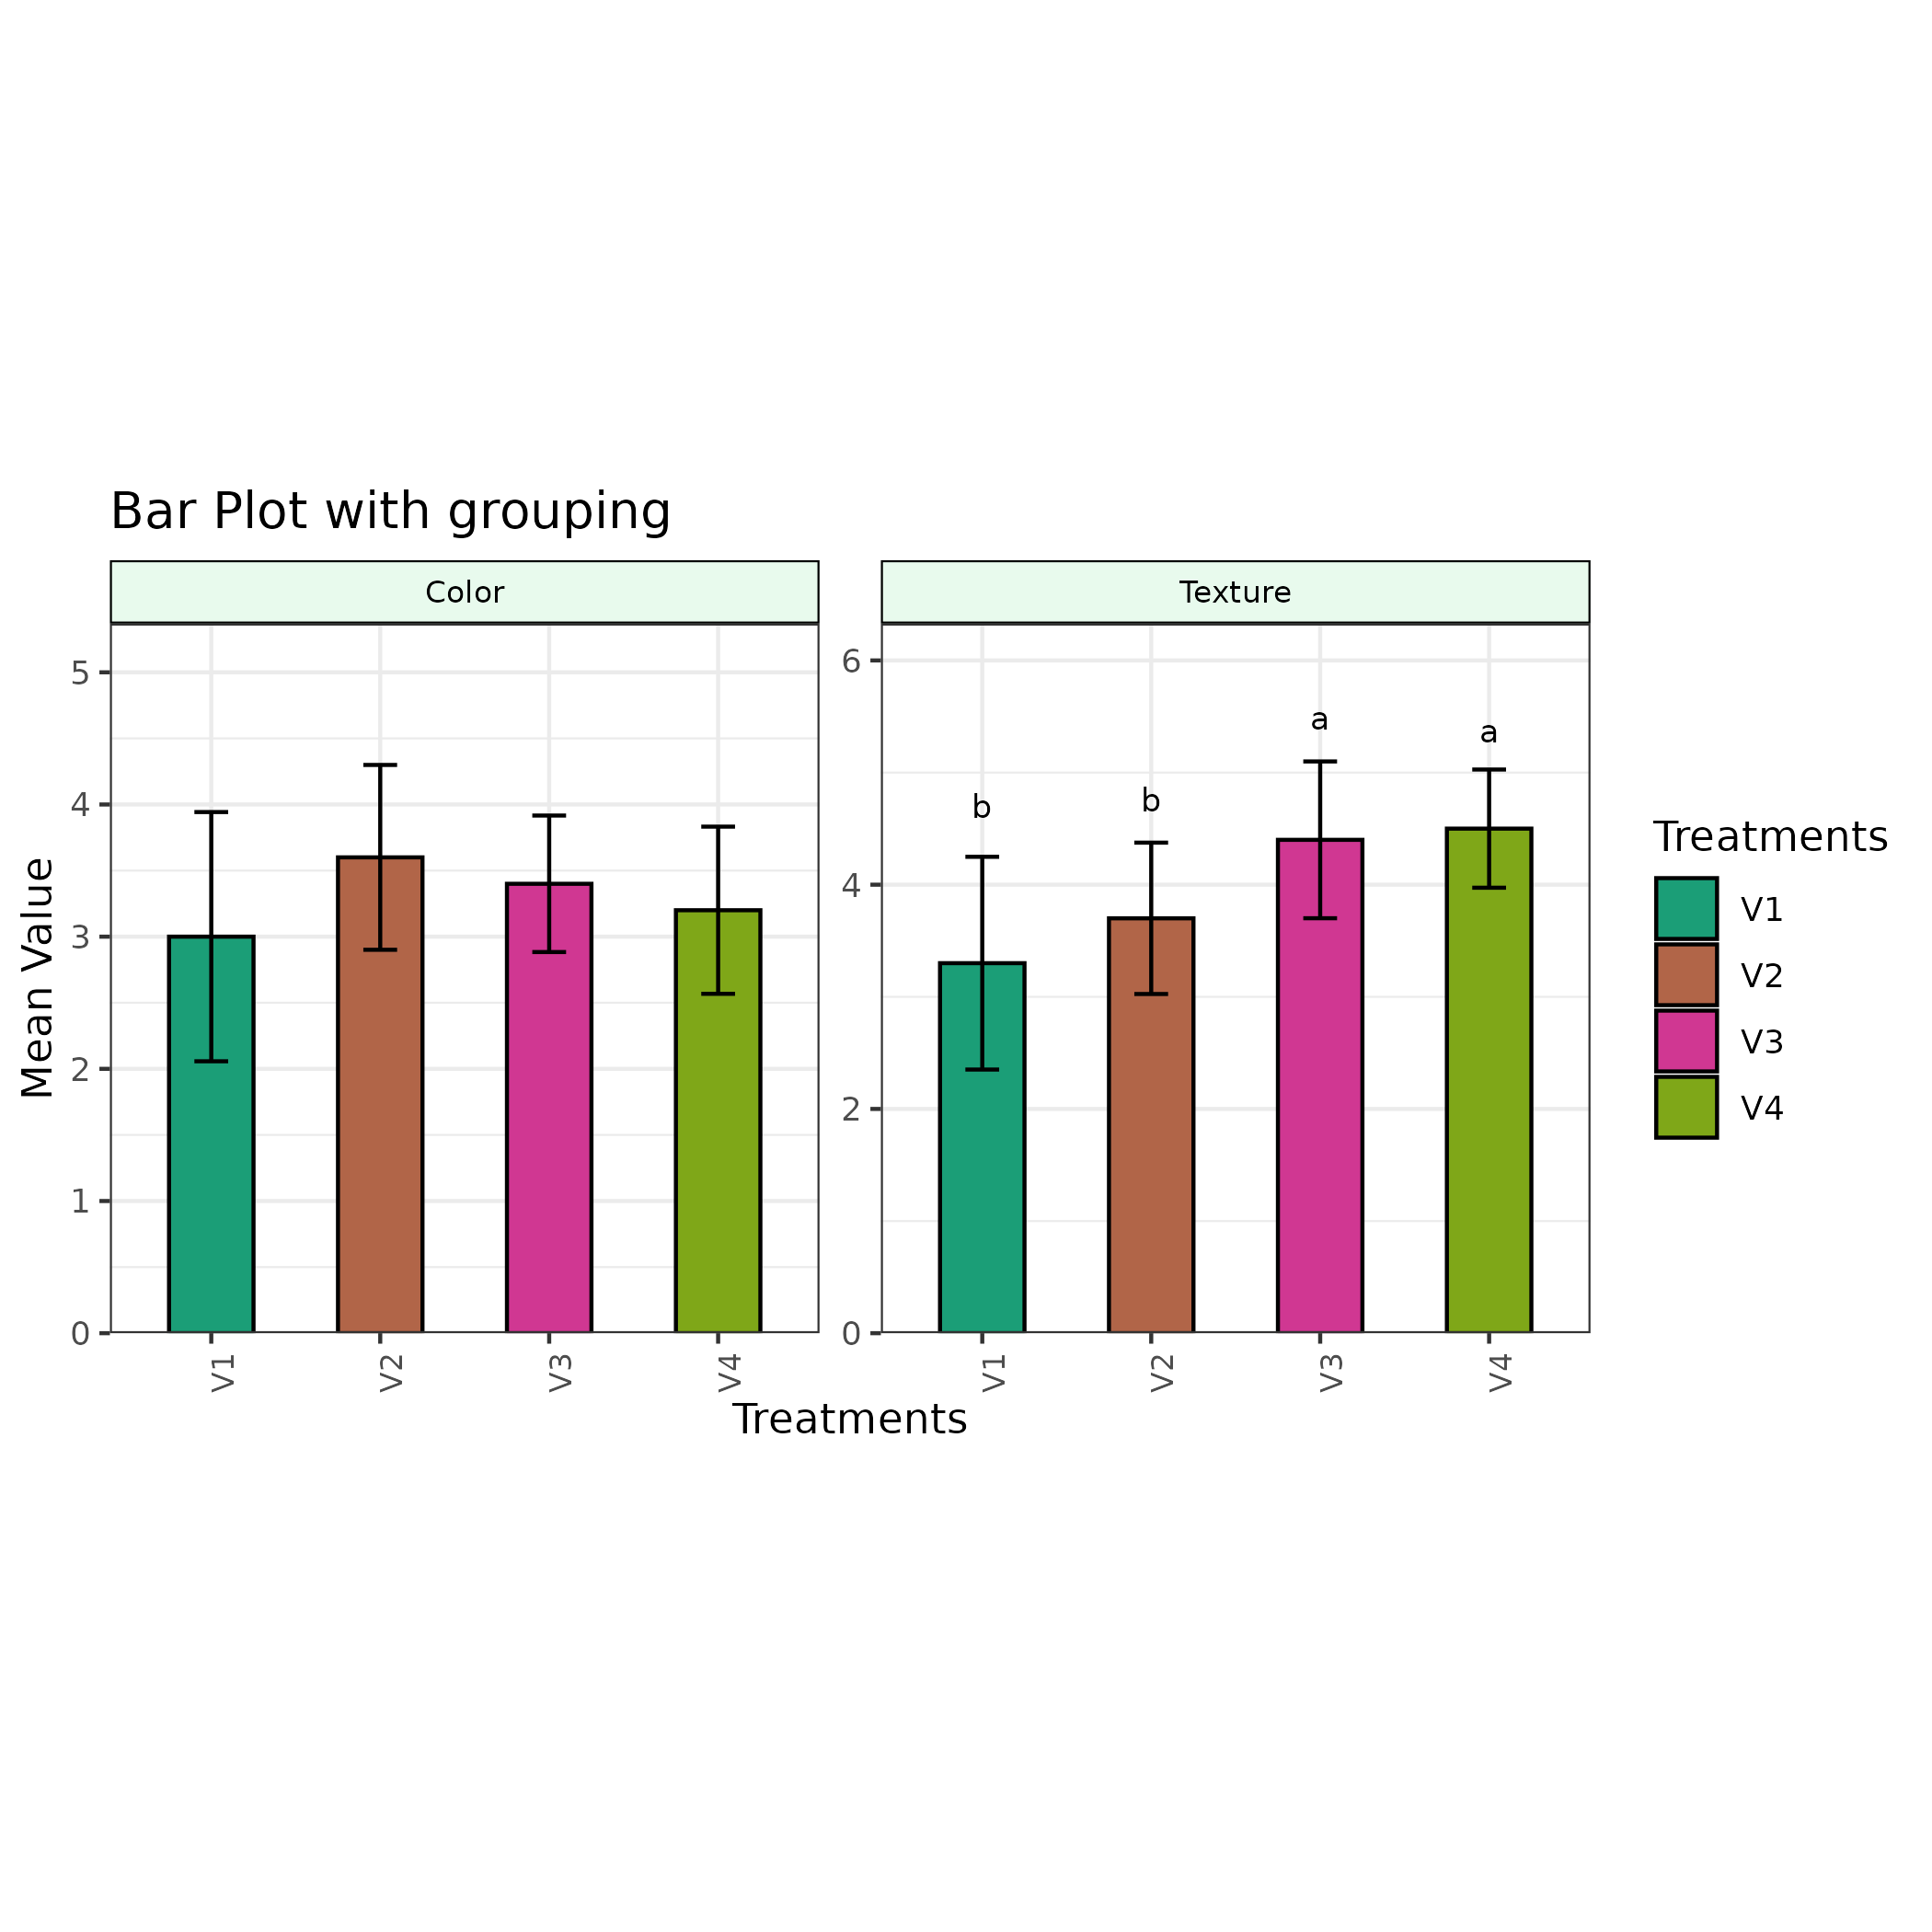 Bar Plot with grouping
Color
Texture
Mean Value
5
4
3
2
1
0
V1
V2
V3
V4
6
4
2
0
b
b
a
a
V1
V2
V3
V4
Treatments
Treatments
V1
V2
V3
V4